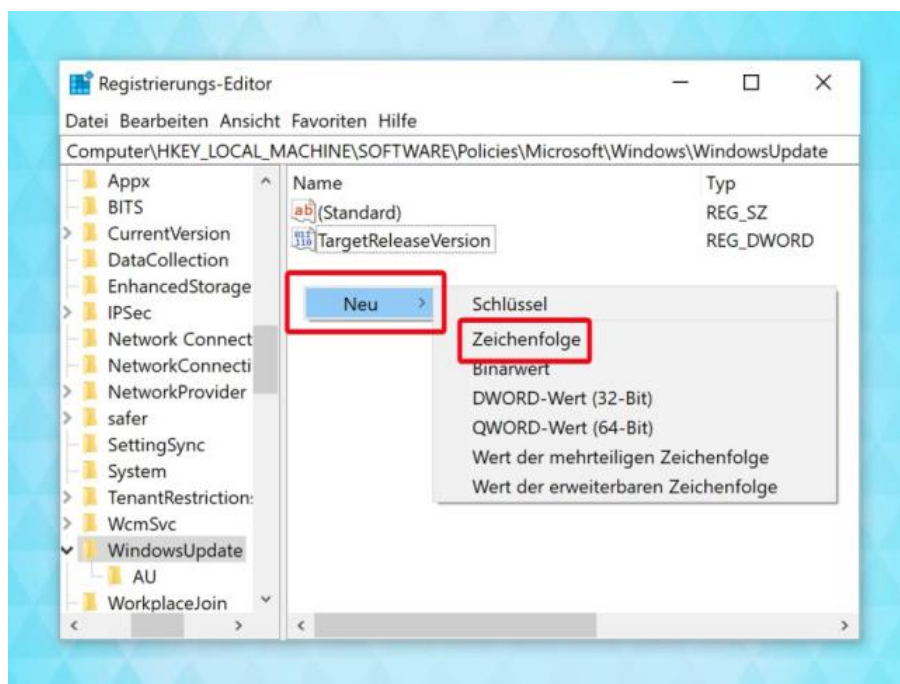 Registrierungs-Editor
Datei Bearbeiten Ansicht Favoriten Hilfe
Computer\HKEY_LOCAL_MACHINE\SOFTWARE\Policies\Microsoft\Windows\WindowsUpdate
Appx
BITS
CurrentVersion
DataCollection
EnhancedStorage
IPSec
Network Connect
NetworkConnecti
NetworkProvider
safer
SettingSync
System
TenantRestriction
WcmSvc
WindowsUpdate
AU
WorkplaceJoin
Name Typ
(Standard) REG_SZ
TargetReleaseVersion REG_DWORD
Neu
Schlüssel
Zeichenfolge
Binärwert
DWORD-Wert (32-Bit)
QWORD-Wert (64-Bit)
Wert der mehrteiligen Zeichenfolge
Wert der erweiterbaren Zeichenfolge